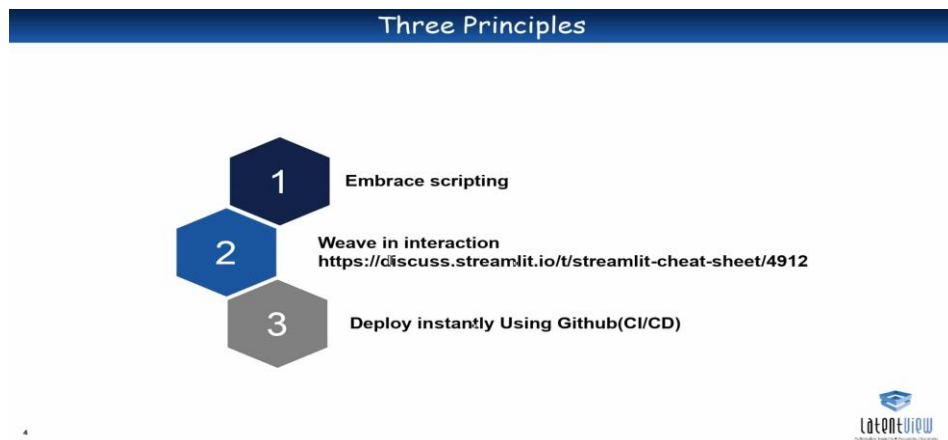 Three Principles
1
Embrace scripting
2
Weave in interaction
https://discuss.streamlit.io/t/streamlit-cheat-sheet/4912
3
Deploy instantly Using Github(CI/CD)
4
LatentView